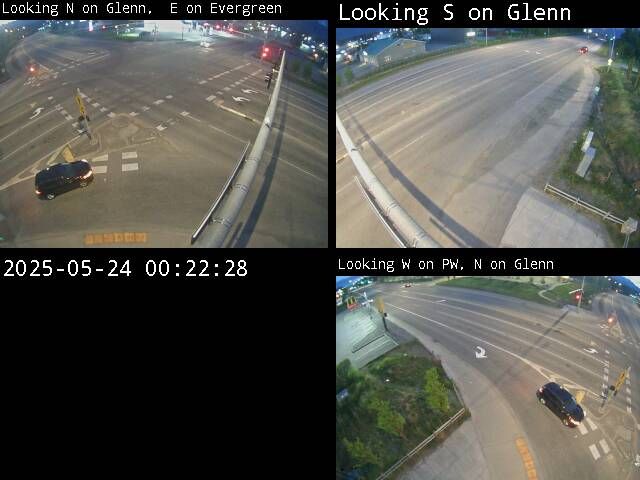 Looking N on Glenn,  E on Evergreen
Looking S on Glenn
2025-05-24 00:22:28
Looking W on PW, N on Glenn